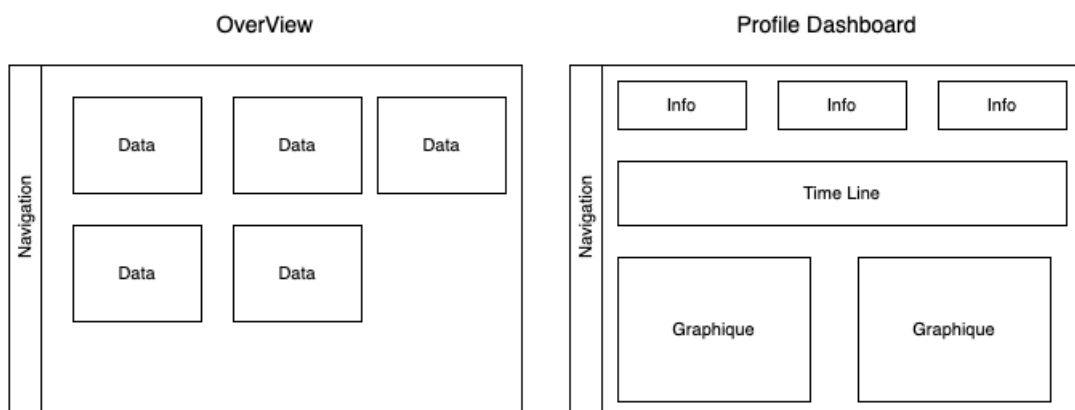 OverView
Navigation
Data
Data
Data
Data
Data
Profile Dashboard
Navigation
Info
Info
Info
Time Line
Graphique
Graphique